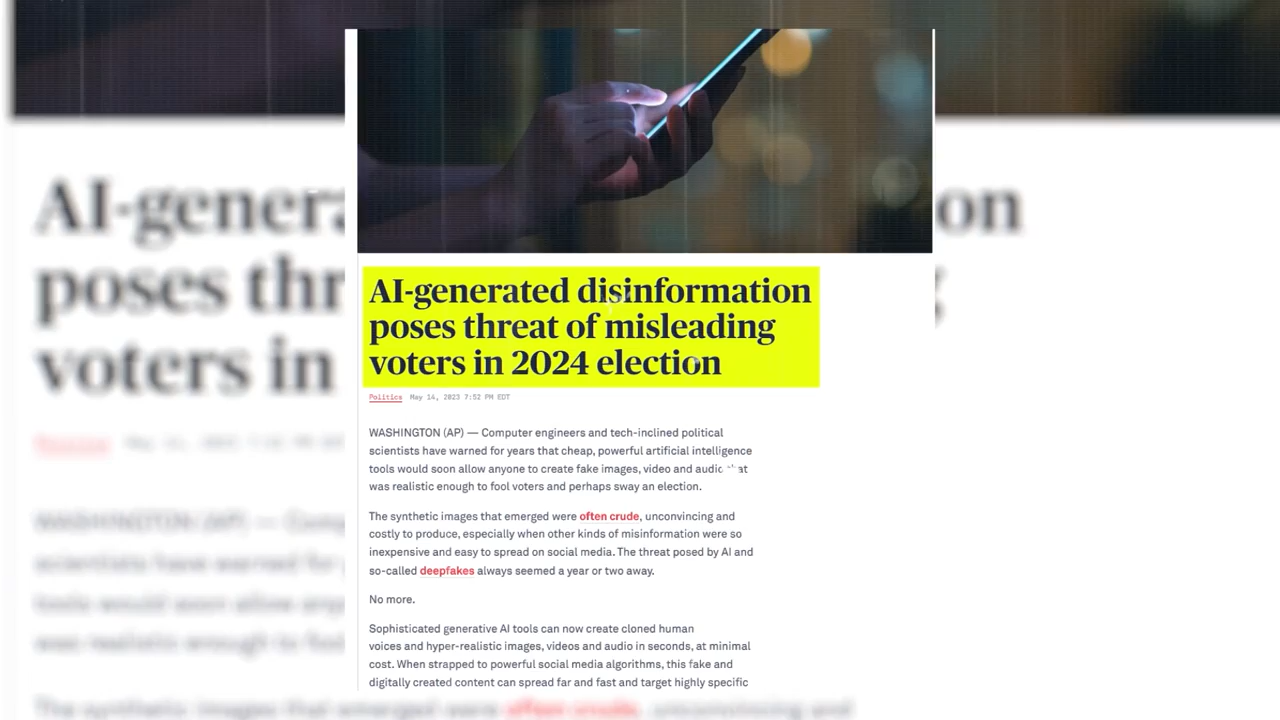 AI-generated disinformation
poses threat of misleading
voters in 2024 election
Politics May 14, 2023 7:52 PM EDT
WASHINGTON (AP) — Computer engineers and tech-inclined political
scientists have warned for years that cheap, powerful artificial intelligence
tools would soon allow anyone to create fake images, video and audio that
was realistic enough to fool voters and perhaps sway an election.
The synthetic images that emerged were often crude, unconvincing and
costly to produce, especially when other kinds of misinformation were so
inexpensive and easy to spread on social media. The threat posed by AI and
so-called deepfakes always seemed a year or two away.
No more.
Sophisticated generative AI tools can now create cloned human
voices and hyper-realistic images, videos and audio in seconds, at minimal
cost. When strapped to powerful social media algorithms, this fake and
digitally created content can spread far and fast and target highly specific